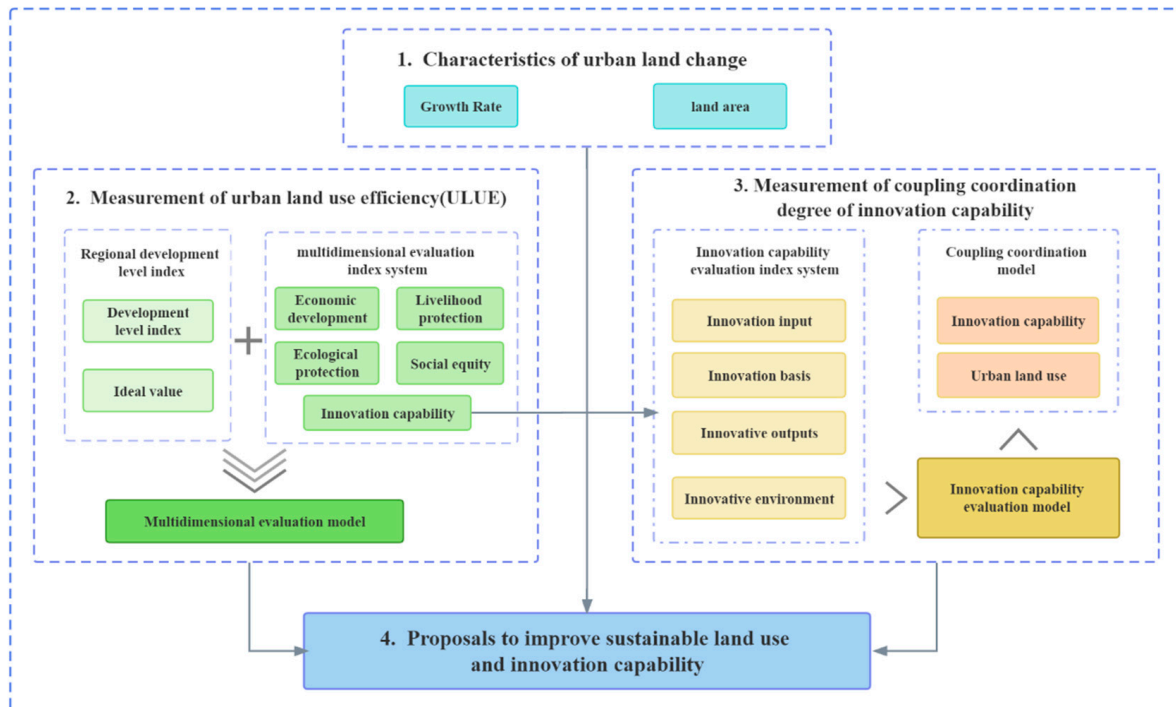 1. Characteristics of urban land change
Growth Rate
land area
2. Measurement of urban land use efficiency(ULUE)
Regional development
level index
Development
level index
Ideal value
multidimensional evaluation
index system
Economic
development
Livelihood
protection
Ecological
protection
Social equity
Innovation capability
Multidimensional evaluation model
3. Measurement of coupling coordination
degree of innovation capability
Innovation capability
evaluation index system
Innovation input
Innovation basis
Innovative outputs
Innovative environment
Coupling coordination
model
Innovation capability
Urban land use
Innovation capability
evaluation model
4. Proposals to improve sustainable land use
and innovation capability